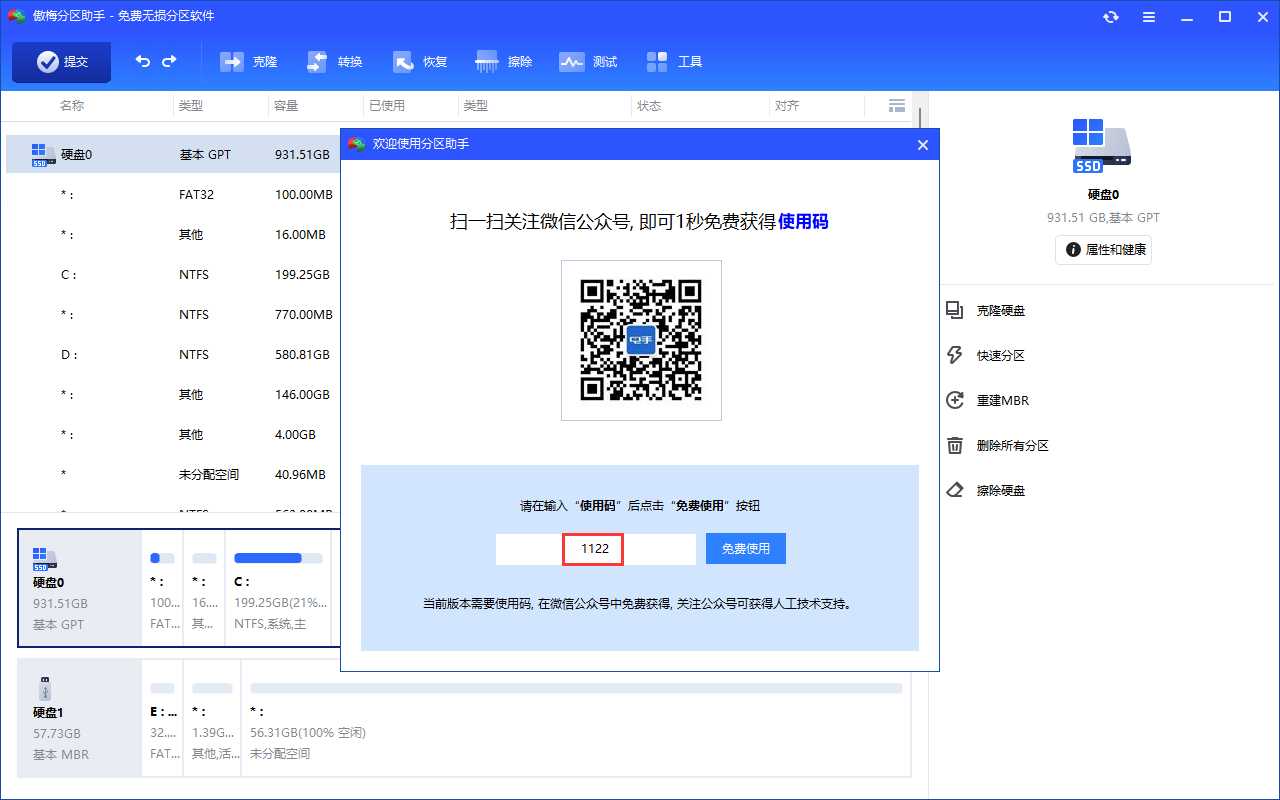 傲梅分区助手 - 免费无损分区软件
提交
克隆
转换
恢复
擦除
测试
工具
名称 类型 容量 已使用 类型 状态 对齐
硬盘0 基本 GPT 931.51GB
* : FAT32 100.00MB
* : 其他 16.00MB
C : NTFS 199.25GB
* : NTFS 770.00MB
D : NTFS 580.81GB
* : 其他 146.00GB
* : 其他 4.00GB
* 未分配空间 40.96MB
欢迎使用分区助手
扫一扫关注微信公众号, 即可1秒免费获得使用码
电手
请在输入“使用码”后点击“免费使用”按钮
1122
免费使用
当前版本需要使用码, 在微信公众号中免费获得, 关注公众号可获得人工技术支持。
SSD
硬盘0
931.51 GB,基本 GPT
属性和健康
克隆硬盘
快速分区
重建MBR
删除所有分区
擦除硬盘
SSD
硬盘0
931.51GB
基本 GPT
* :
100...
FAT...
* :
16....
其...
C :
199.25GB(21%...
NTFS,系统,主
硬盘1
57.73GB
基本 MBR
E : ...
32....
FAT...
* :
1.39G...
其他,活...
* :
56.31GB(100% 空闲)
未分配空间